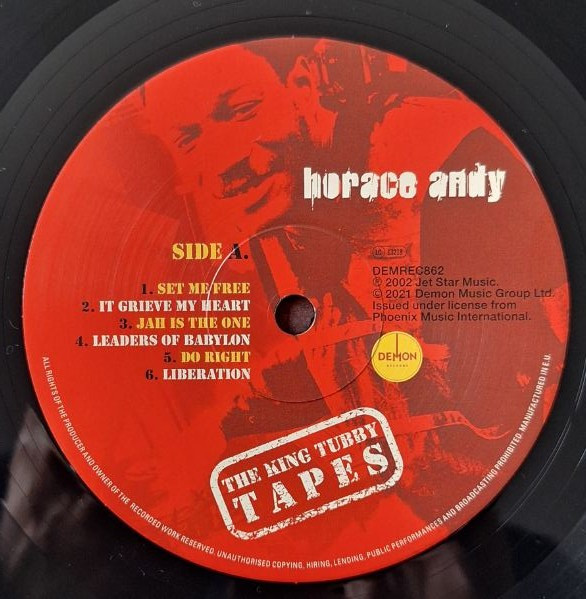 horace andy
SIDE A.
1. SET ME FREE
2. IT GRIEVE MY HEART
3. JAH IS THE ONE
4. LEADERS OF BABYLON
5. DO RIGHT
6. LIBERATION
LC 13218
DEMREC862
℗ 2002 Jet Star Music.
© 2021 Demon Music Group Ltd.
Issued under license from
Phoenix Music International.
DEMON
RECORDS
THE KING TUBBY
TAPES
ALL RIGHTS OF THE PRODUCER AND OWNER OF THE RECORDED WORK RESERVED. UNAUTHORISED COPYING, HIRING, LENDING, PUBLIC PERFORMANCES AND BROADCASTING PROHIBITED. MANUFACTURED IN E.U.